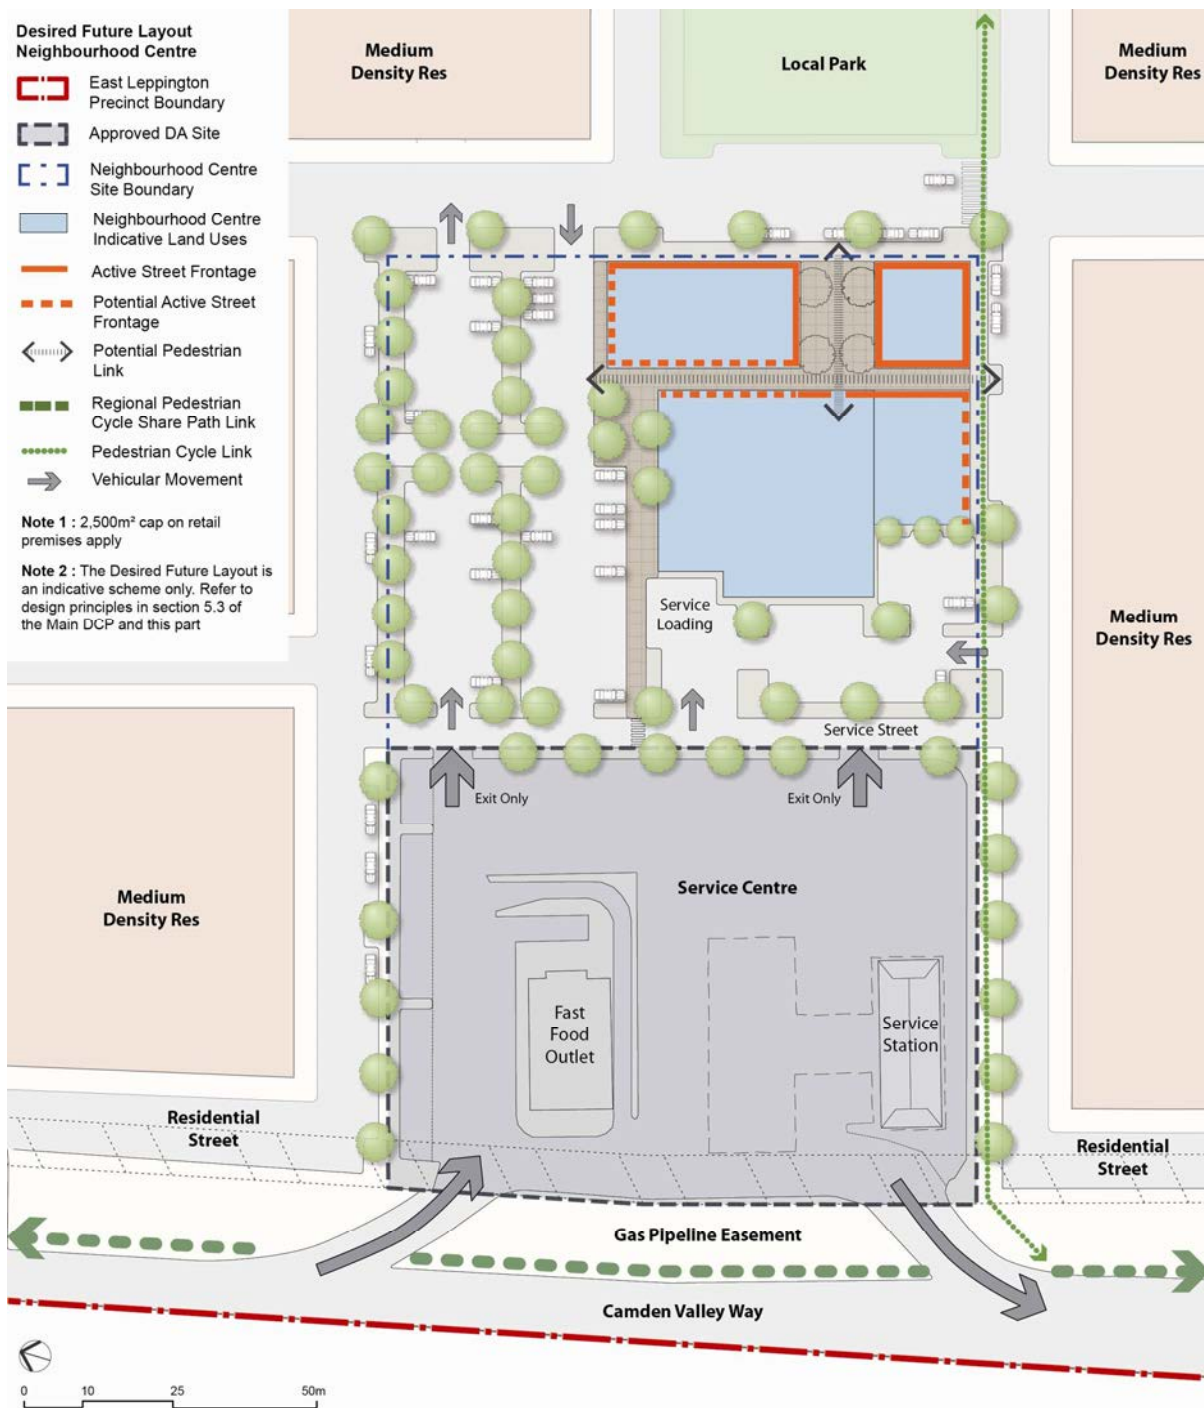 Desired Future Layout
Neighbourhood Centre
East Leppington
Precinct Boundary
Approved DA Site
Neighbourhood Centre
Site Boundary
Neighbourhood Centre
Indicative Land Uses
Active Street Frontage
Potential Active Street
Frontage
Potential Pedestrian
Link
Regional Pedestrian
Cycle Share Path Link
Pedestrian Cycle Link
Vehicular Movement
Note 1 : 2,500m² cap on retail
premises apply
Note 2 : The Desired Future Layout is
an indicative scheme only. Refer to
design principles in section 5.3 of
the Main DCP and this part
Medium
Density Res
Local Park
Medium
Density Res
Service
Loading
Medium
Density Res
Service Street
Exit Only
Exit Only
Medium
Density Res
Service Centre
Fast
Food
Outlet
Service
Station
Residential
Street
Residential
Street
Gas Pipeline Easement
Camden Valley Way
0 10 25 50m